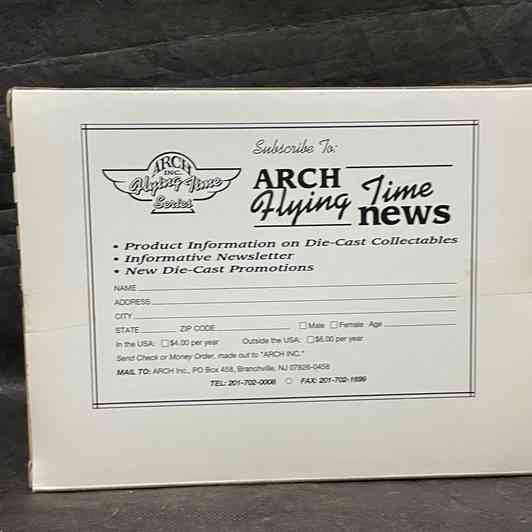 Subscribe To:
ARCH
INC.
Flying Time
Series
ARCH
Flying Time
news
• Product Information on Die-Cast Collectables
• Informative Newsletter
• New Die-Cast Promotions
NAME
ADDRESS
CITY
STATE ZIP CODE Male Female Age
In the USA: $4.00 per year Outside the USA: $6.00 per year
Send Check or Money Order, made out to "ARCH INC."
MAIL TO: ARCH Inc., PO Box 458, Branchville, NJ 07826-0458
TEL: 201-702-0008 FAX: 201-702-1699